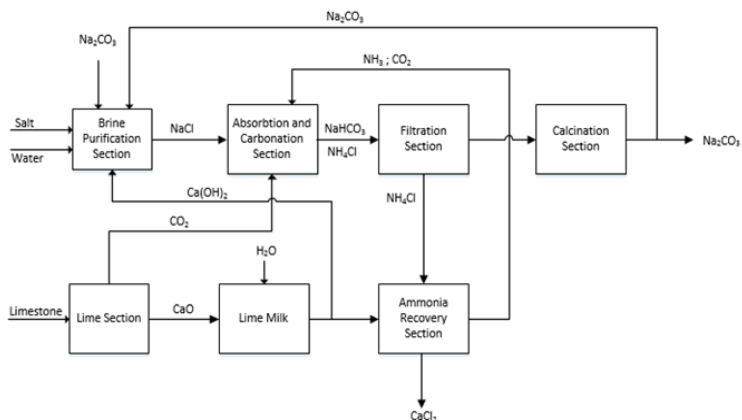 Na₂CO₃
Na₂CO₃
NH₃ ; CO₂
Brine
Purification
Section
Salt
Water
NaCl
Absorbtion and
Carbonation
Section
NaHCO₃
NH₄Cl
Filtration
Section
Calcination
Section
Na₂CO₃
Ca(OH)₂
CO₂
NH₄Cl
H₂O
Limestone
Lime Section
CaO
Lime Milk
Ammonia
Recovery
Section
CaCl₂